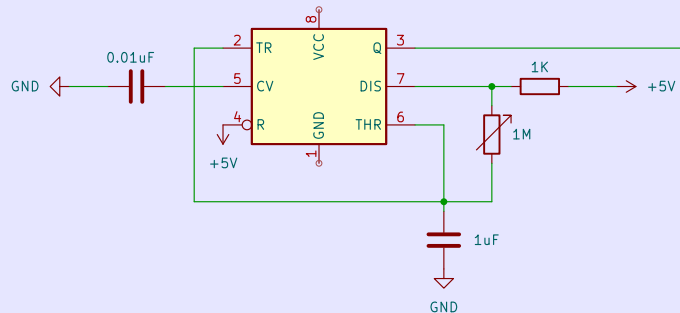 8
0.01uF
2
TR
VCC
Q
3
1K
GND
5
CV
DIS
7
+5V
4
R
GND
THR
6
1M
+5V
1
1uF
GND